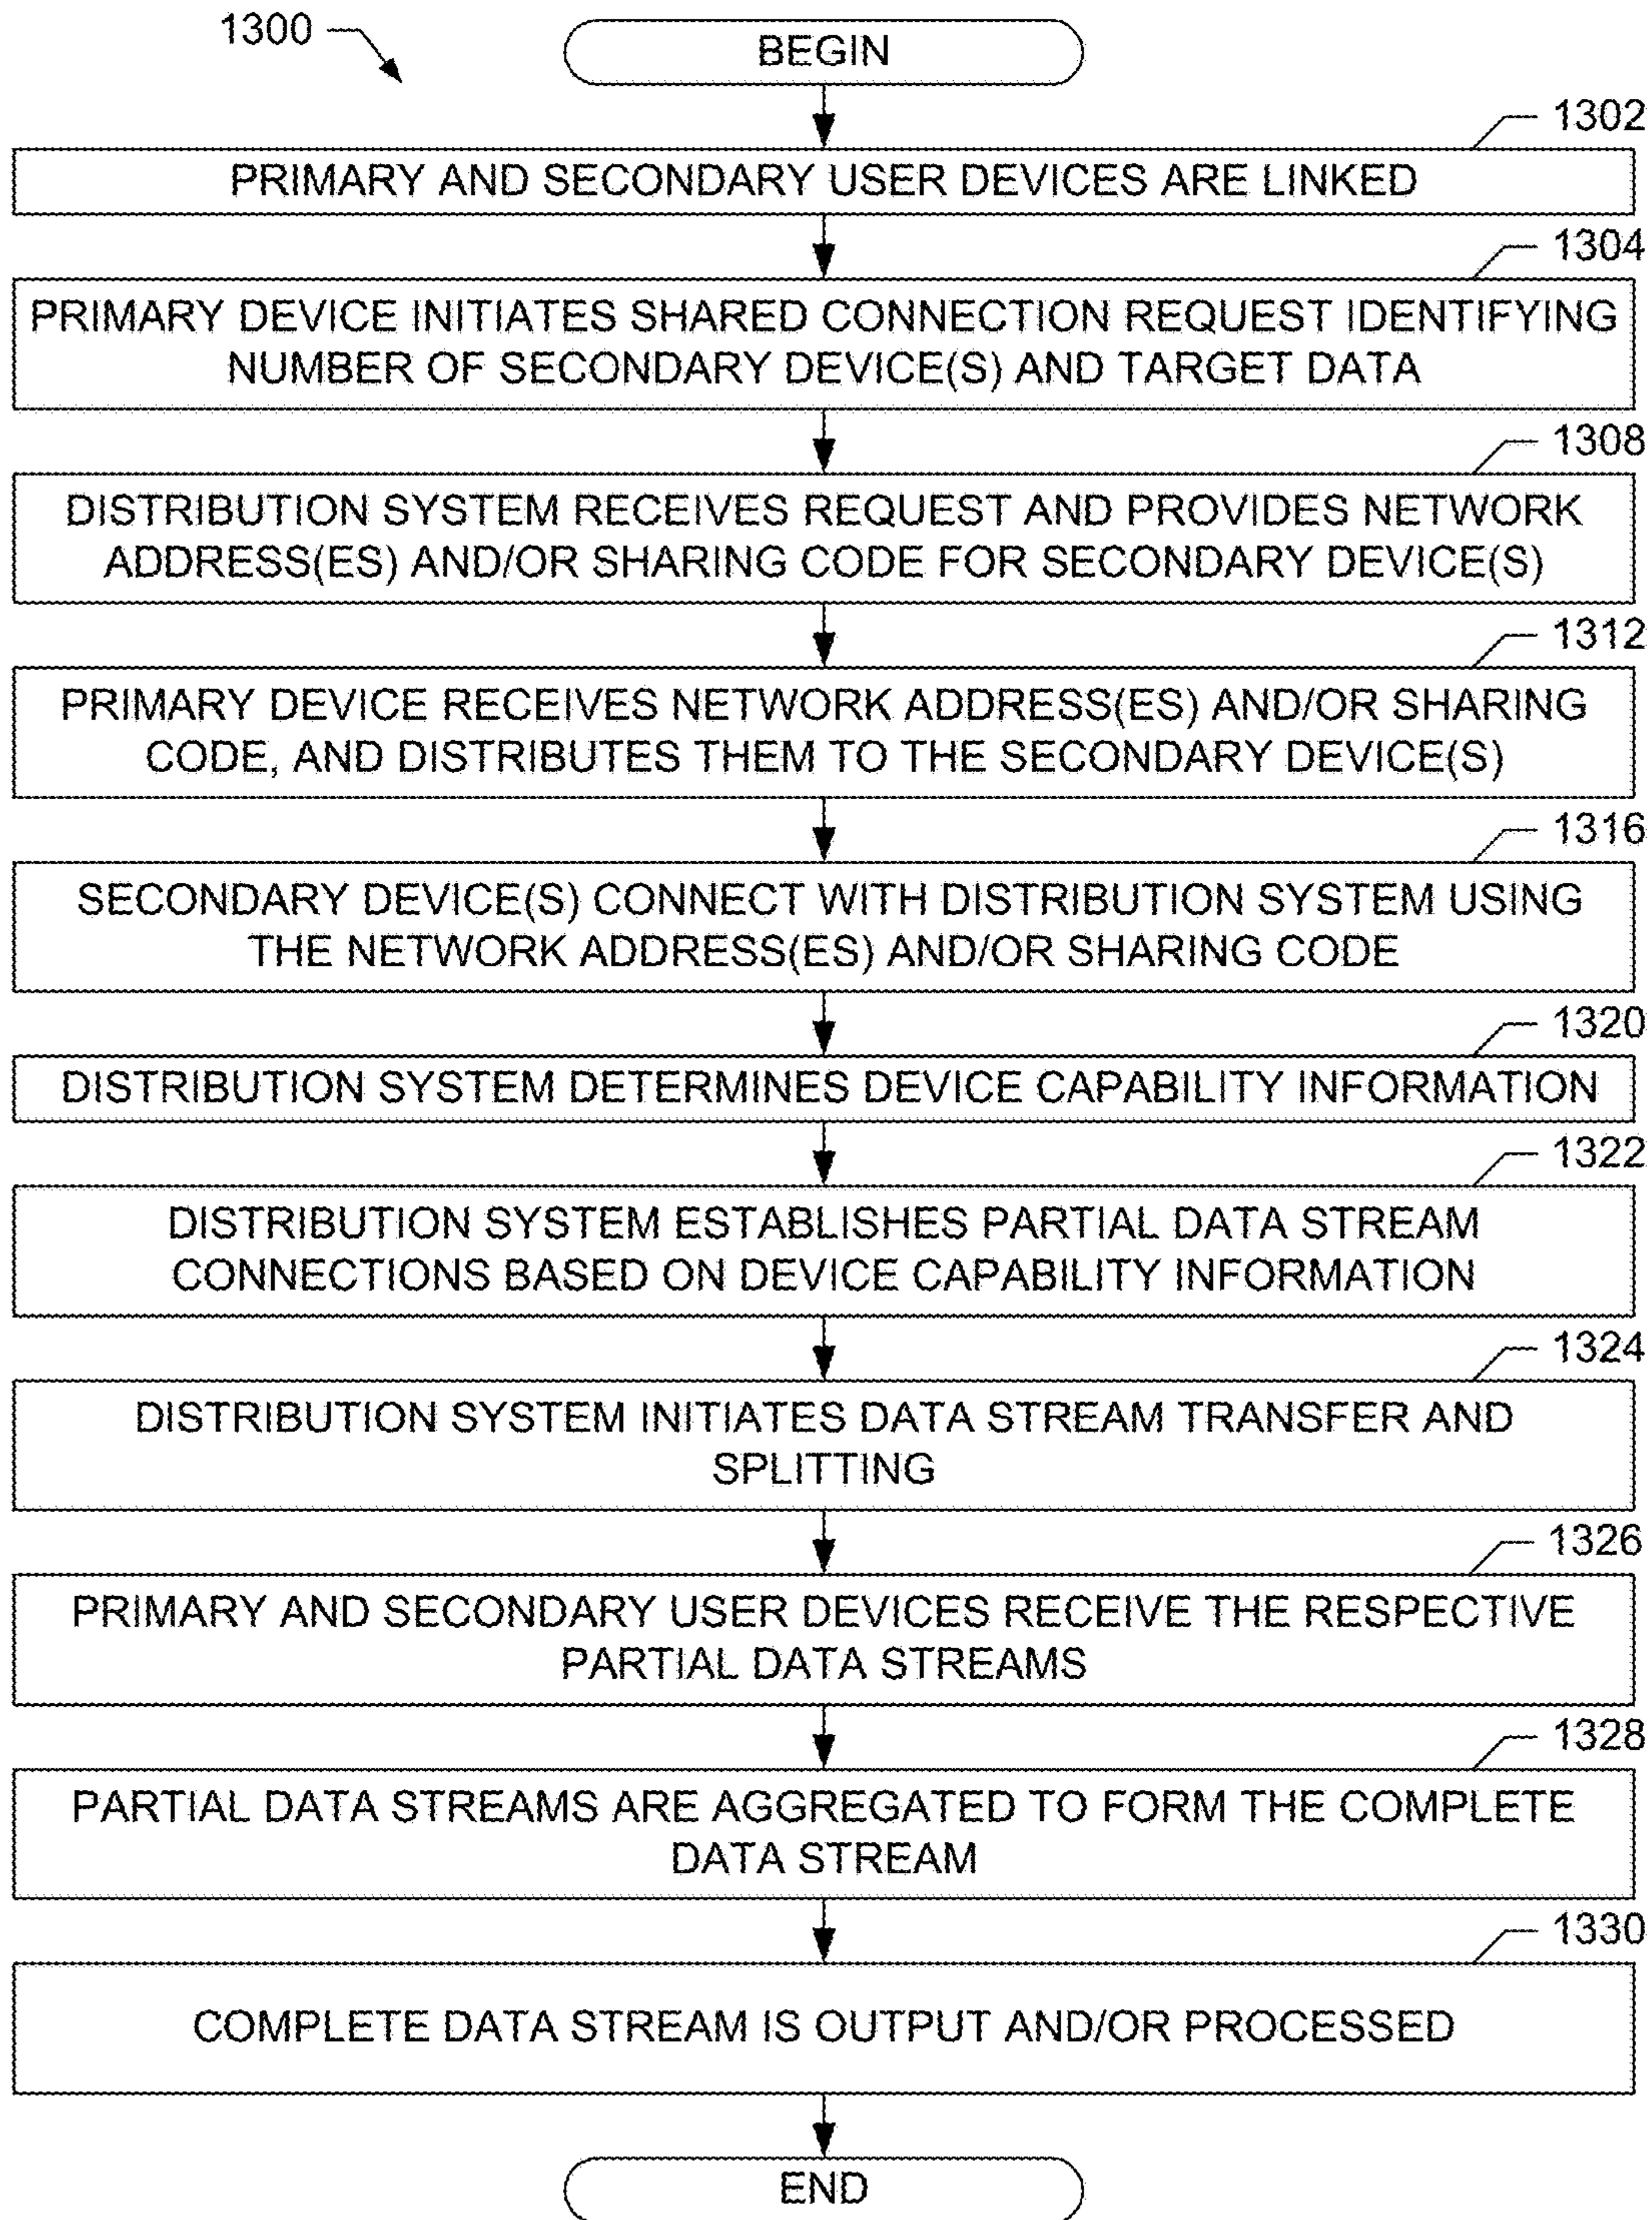 1300
BEGIN
1302
PRIMARY AND SECONDARY USER DEVICES ARE LINKED
1304
PRIMARY DEVICE INITIATES SHARED CONNECTION REQUEST IDENTIFYING
NUMBER OF SECONDARY DEVICE(S) AND TARGET DATA
1308
DISTRIBUTION SYSTEM RECEIVES REQUEST AND PROVIDES NETWORK
ADDRESS(ES) AND/OR SHARING CODE FOR SECONDARY DEVICE(S)
1312
PRIMARY DEVICE RECEIVES NETWORK ADDRESS(ES) AND/OR SHARING
CODE, AND DISTRIBUTES THEM TO THE SECONDARY DEVICE(S)
1316
SECONDARY DEVICE(S) CONNECT WITH DISTRIBUTION SYSTEM USING
THE NETWORK ADDRESS(ES) AND/OR SHARING CODE
1320
DISTRIBUTION SYSTEM DETERMINES DEVICE CAPABILITY INFORMATION
1322
DISTRIBUTION SYSTEM ESTABLISHES PARTIAL DATA STREAM
CONNECTIONS BASED ON DEVICE CAPABILITY INFORMATION
1324
DISTRIBUTION SYSTEM INITIATES DATA STREAM TRANSFER AND
SPLITTING
1326
PRIMARY AND SECONDARY USER DEVICES RECEIVE THE RESPECTIVE
PARTIAL DATA STREAMS
1328
PARTIAL DATA STREAMS ARE AGGREGATED TO FORM THE COMPLETE
DATA STREAM
1330
COMPLETE DATA STREAM IS OUTPUT AND/OR PROCESSED
END